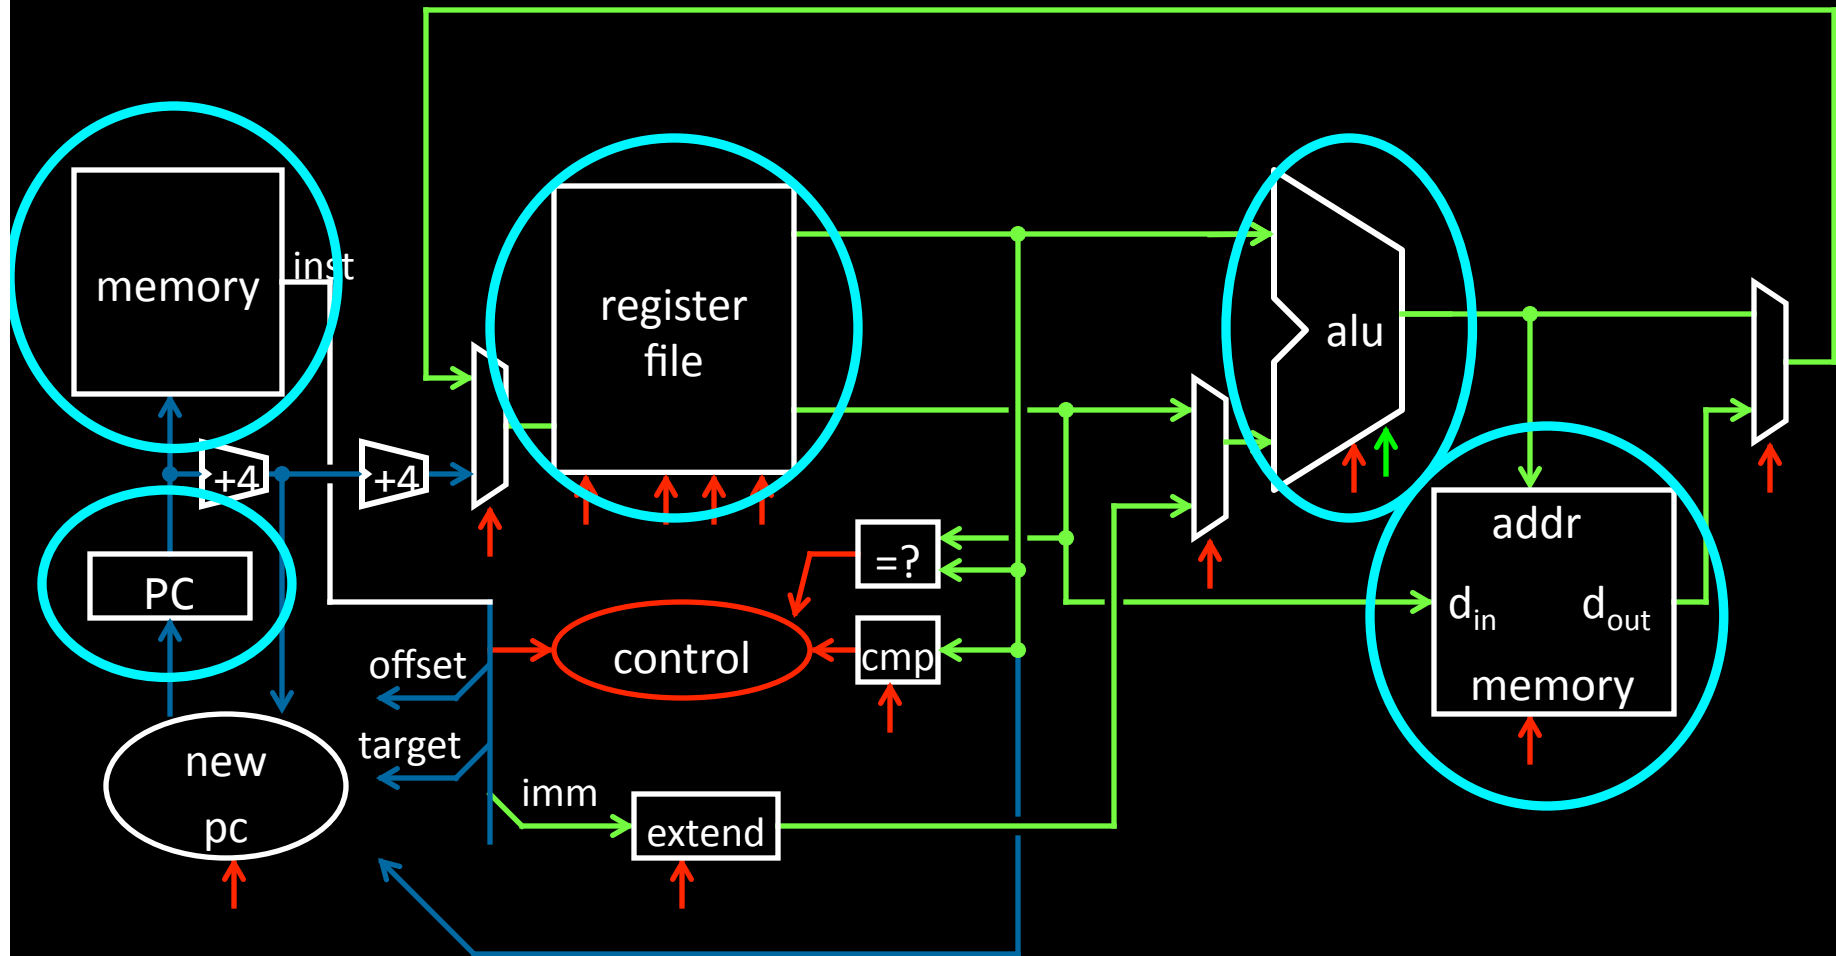 memory
inst
register
file
alu
+4
+4
PC
=?
addr
d_in
d_out
memory
control
cmp
offset
target
new
pc
imm
extend